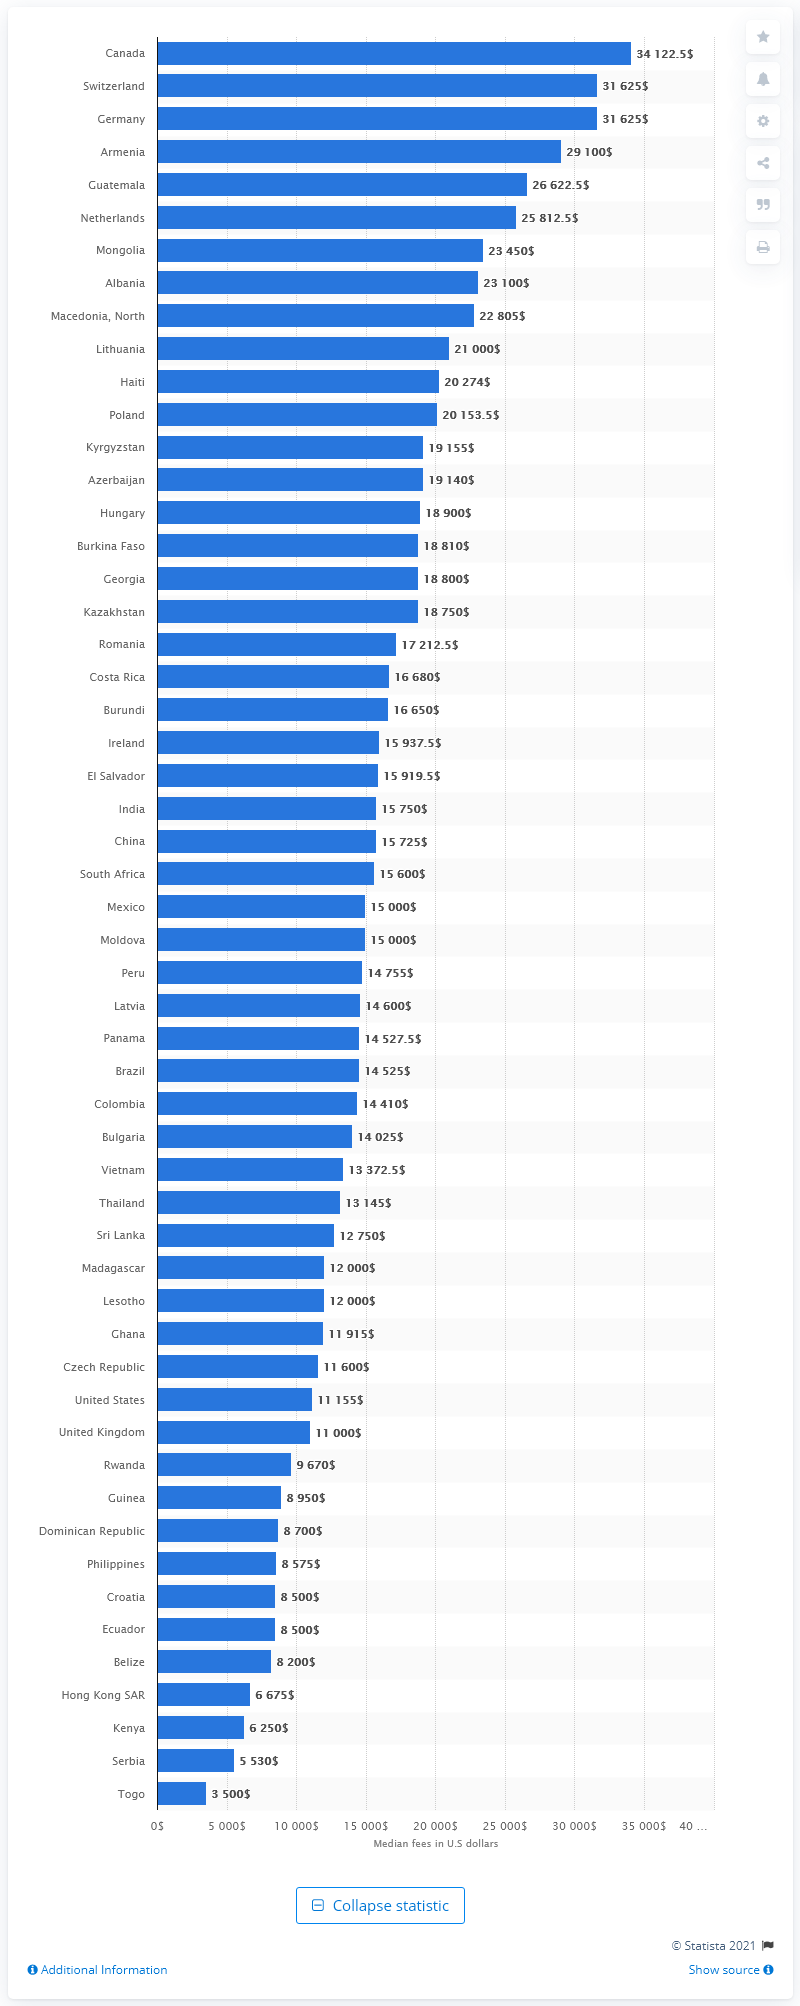 Canada 34 122.5$
Switzerland 31 625$
Germany 31 625$
Armenia 29 100$
Guatemala 26 622.5$
Netherlands 25 812.5$
Mongolia 23 450$
Albania 23 100$
Macedonia, North 22 805$
Lithuania 21 000$
Haiti 20 274$
Poland 20 153.5$
Kyrgyzstan 19 155$
Azerbaijan 19 140$
Hungary 18 900$
Burkina Faso 18 810$
Georgia 18 800$
Kazakhstan 18 750$
Romania 17 212.5$
Costa Rica 16 680$
Burundi 16 650$
Ireland 15 937.5$
El Salvador 15 919.5$
India 15 750$
China 15 725$
South Africa 15 600$
Mexico 15 000$
Moldova 15 000$
Peru 14 755$
Latvia 14 600$
Panama 14 527.5$
Brazil 14 525$
Colombia 14 410$
Bulgaria 14 025$
Vietnam 13 372.5$
Thailand 13 145$
Sri Lanka 12 750$
Madagascar 12 000$
Lesotho 12 000$
Ghana 11 915$
Czech Republic 11 600$
United States 11 155$
United Kingdom 11 000$
Rwanda 9 670$
Guinea 8 950$
Dominican Republic 8 700$
Philippines 8 575$
Croatia 8 500$
Ecuador 8 500$
Belize 8 200$
Hong Kong SAR 6 675$
Kenya 6 250$
Serbia 5 530$
Togo 3 500$
0$ 5 000$ 10 000$ 15 000$ 20 000$ 25 000$ 30 000$ 35 000$ 40 ...
Median fees in U.S dollars
Collapse statistic
© Statista 2021
Additional Information Show source